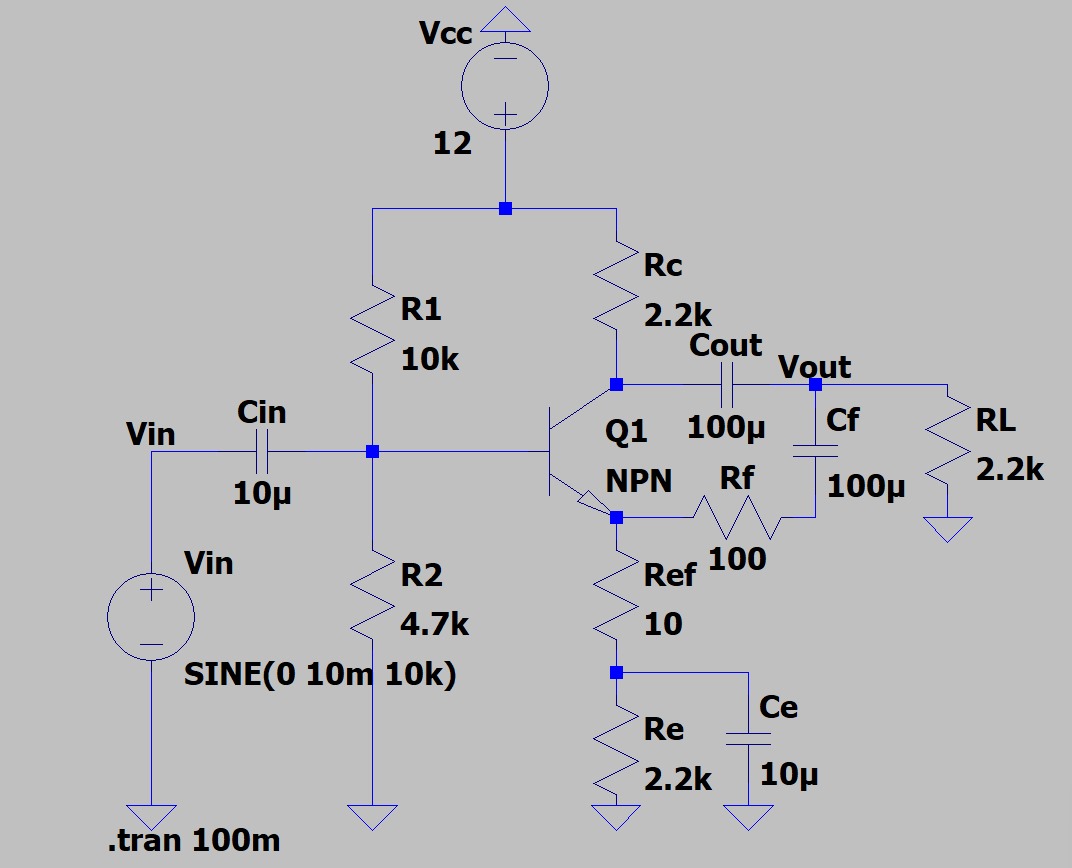 Vcc
12
Rc
2.2k
R1
10k
Cout
100µ
Vout
Cin
10µ
Vin
Q1
NPN
Cf
100µ
RL
2.2k
Rf
100
Vin
SINE(0 10m 10k)
R2
4.7k
Ref
10
Re
2.2k
Ce
10µ
.tran 100m